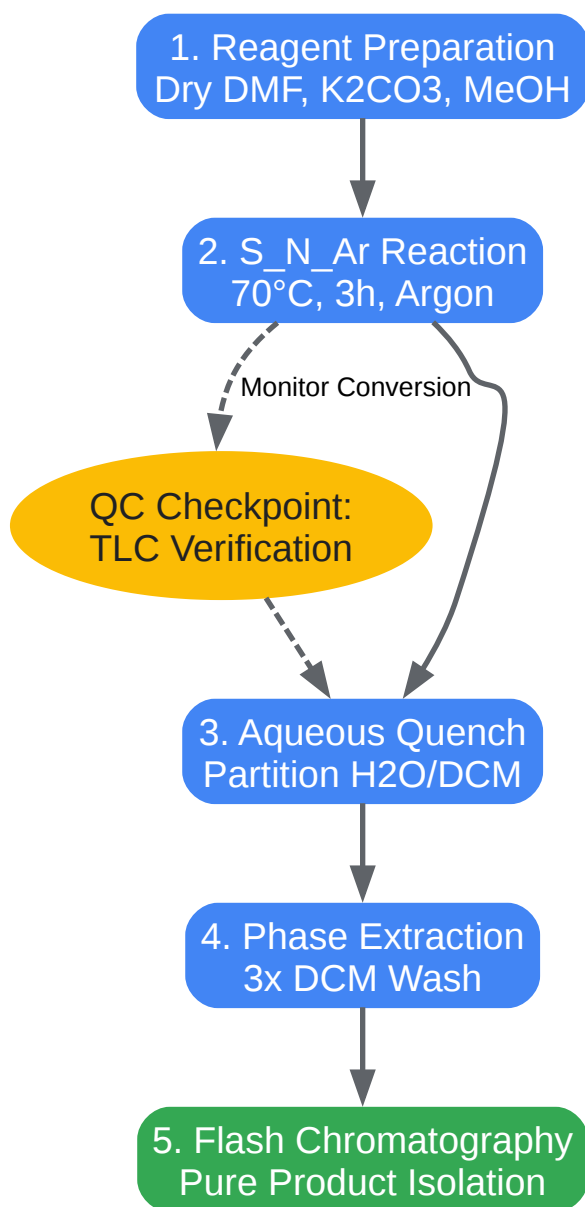 1. Reagent Preparation
Dry DMF, K2CO3, MeOH
2. S_N_Ar Reaction
70°C, 3h, Argon
Monitor Conversion
QC Checkpoint:
TLC Verification
3. Aqueous Quench
Partition H2O/DCM
4. Phase Extraction
3x DCM Wash
5. Flash Chromatography
Pure Product Isolation